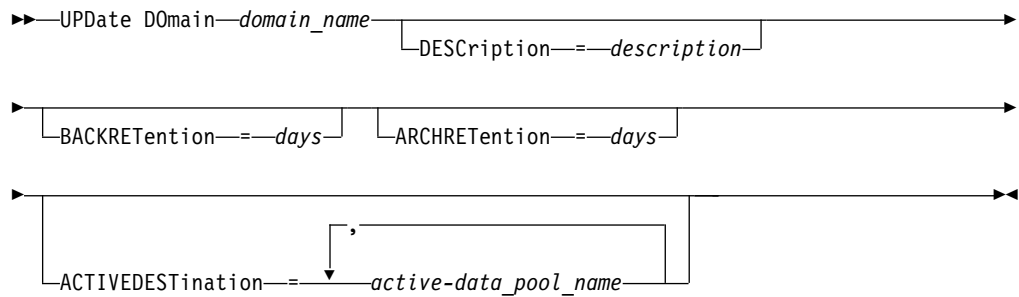 UPDate DOmain domain_name
DESCription = description
BACKRETention = days ARCHRETention = days
,
ACTIVEDESTination = active-data_pool_name